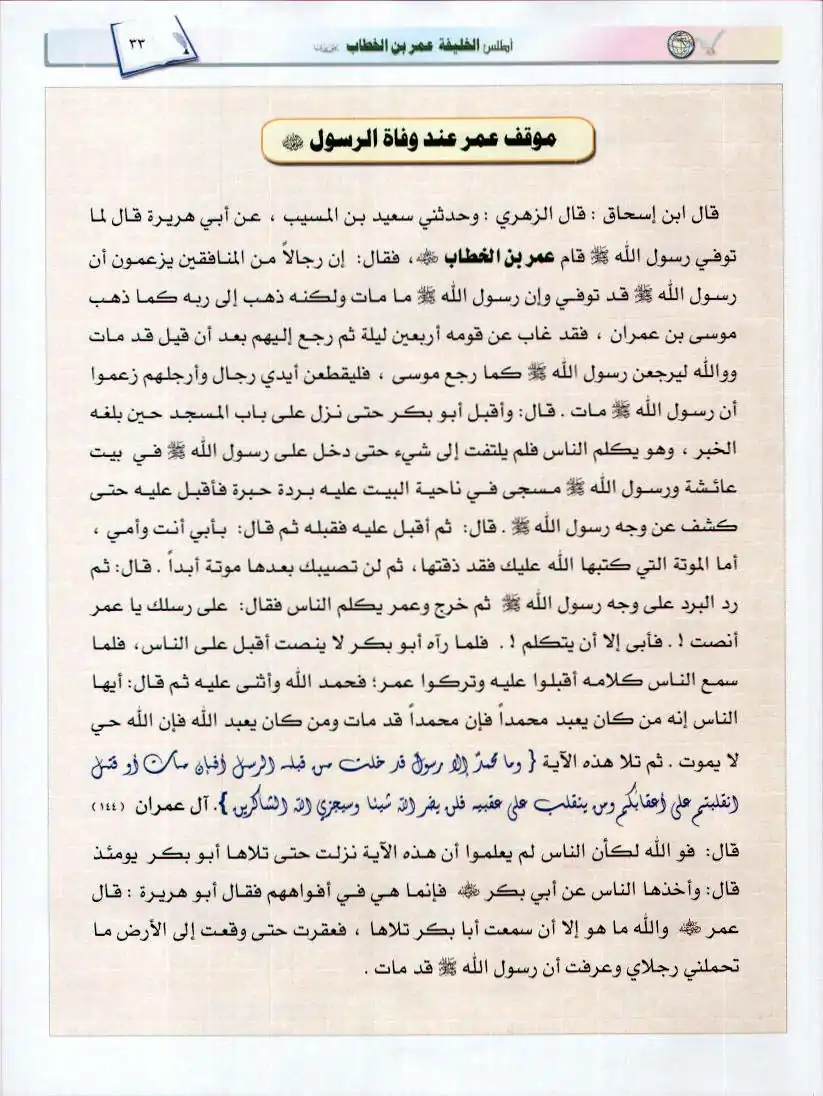 أطلس الخليفة عمر بن الخطاب رضي الله عنه
٣٣
موقف عمر عند وفاة الرسول ﷺ
قال ابن إسحاق : قال الزهري : وحدثني سعيد بن المسيب ، عن أبي هريرة قال لما
توفي رسول الله ﷺ قام عمر بن الخطاب رضي الله عنه ، فقال: إن رجالاً من المنافقين يزعمون أن
رسول الله ﷺ قد توفي وإن رسول الله ﷺ ما مات ولكنه ذهب إلى ربه كما ذهب
موسى بن عمران ، فقد غاب عن قومه أربعين ليلة ثم رجع إليهم بعد أن قيل قد مات
ووالله ليرجعن رسول الله ﷺ كما رجع موسى ، فليقطعن أيدي رجال وأرجلهم زعموا
أن رسول الله ﷺ مات . قال: وأقبل أبو بكر حتى نزل على باب المسجد حين بلغه
الخبر ، وهو يكلم الناس فلم يلتفت إلى شيء حتى دخل على رسول الله ﷺ في بيت
عائشة ورسول الله ﷺ مسجى في ناحية البيت عليه بردة حبرة فأقبل عليه حتى
كشف عن وجه رسول الله ﷺ . قال: ثم أقبل عليه فقبله ثم قال: بأبي أنت وأمي ،
أما الموتة التي كتبها الله عليك فقد ذقتها، ثم لن تصيبك بعدها موتة أبداً . قال: ثم
رد البرد على وجه رسول الله ﷺ ثم خرج وعمر يكلم الناس فقال: على رسلك يا عمر
أنصت !. فأبى إلا أن يتكلم !. فلما رآه أبو بكر لا ينصت أقبل على الناس، فلما
سمع الناس كلامه أقبلوا عليه وتركوا عمر؛ فحمد الله وأثنى عليه ثم قال: أيها
الناس إنه من كان يعبد محمداً فإن محمداً قد مات ومن كان يعبد الله فإن الله حي
لا يموت . ثم تلا هذه الآية { وما محمدٌ إلا رسول قد خلت من قبله الرسل أفإن مات أو قتل
انقلبتم على أعقابكم ومن ينقلب على عقبيه فلن يضر الله شيئا وسيجزي الله الشاكرين }. آل عمران (١٤٤)
قال: فو الله لكأن الناس لم يعلموا أن هذه الآية نزلت حتى تلاها أبو بكر يومئذ
قال: وأخذها الناس عن أبي بكر رضي الله عنه فإنما هي في أفواههم فقال أبو هريرة : قال
عمر رضي الله عنه والله ما هو إلا أن سمعت أبا بكر تلاها ، فعقرت حتى وقعت إلى الأرض ما
تحملني رجلاي وعرفت أن رسول الله ﷺ قد مات .